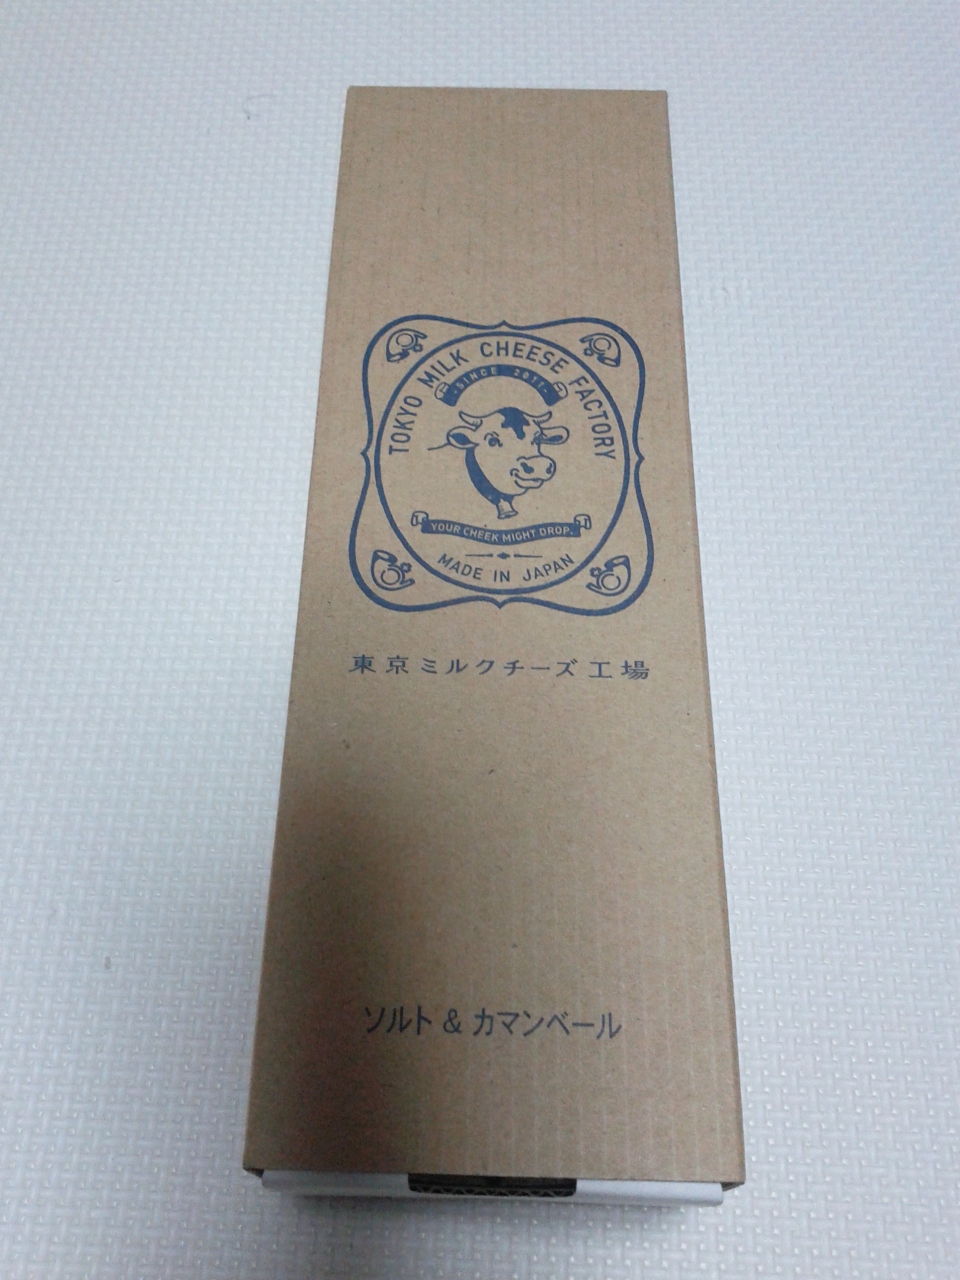 TOKYO MILK CHEESE FACTORY
·SINCE 2011·
YOUR CHEEK MIGHT DROP.
MADE IN JAPAN
東京ミルクチーズ工場
ソルト & カマンベール